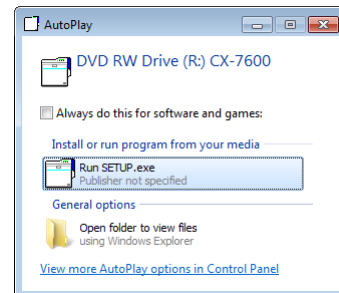 AutoPlay
DVD RW Drive (R:) CX-7600
Always do this for software and games:
Install or run program from your media
Run SETUP.exe
Publisher not specified
General options
Open folder to view files
using Windows Explorer
View more AutoPlay options in Control Panel